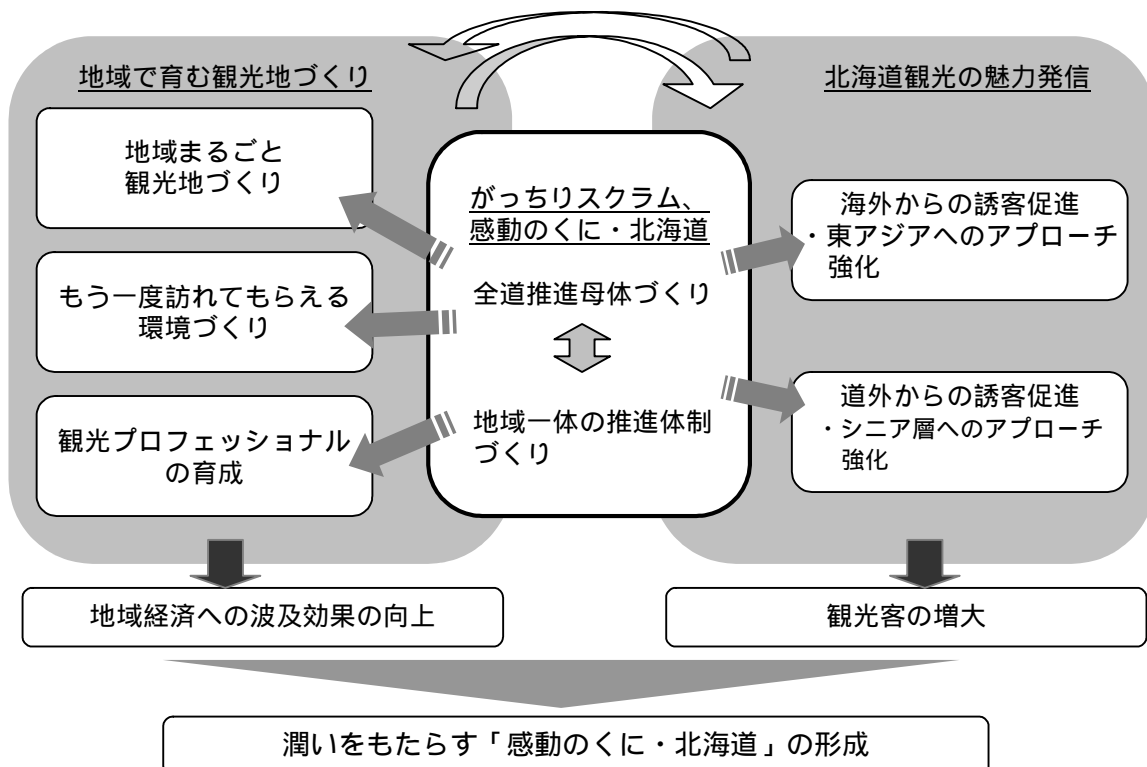 地域で育む観光地づくり
地域まるごと
観光地づくり
もう一度訪れてもらえる
環境づくり
観光プロフェッショナル
の育成
がっちりスクラム、
感動のくに・北海道
全道推進母体づくり
地域一体の推進体制
づくり
北海道観光の魅力発信
海外からの誘客促進
・東アジアへのアプローチ
強化
道外からの誘客促進
・シニア層へのアプローチ
強化
地域経済への波及効果の向上
観光客の増大
潤いをもたらす「感動のくに・北海道」の形成